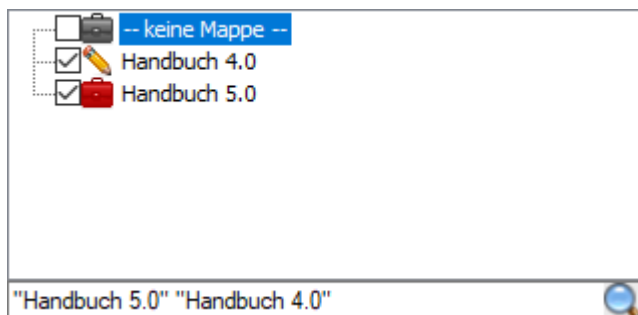 -- keine Mappe --
Handbuch 4.0
Handbuch 5.0
"Handbuch 5.0" "Handbuch 4.0"